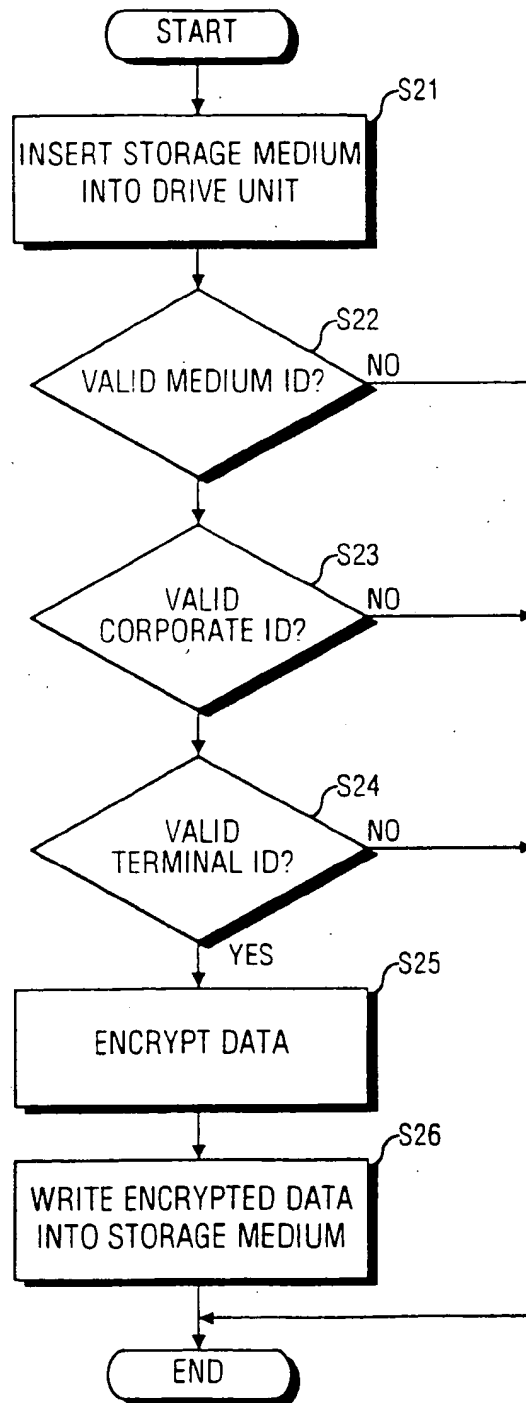 START
S21
INSERT STORAGE MEDIUM
INTO DRIVE UNIT
S22
VALID MEDIUM ID?
NO
S23
VALID
CORPORATE ID?
NO
S24
VALID
TERMINAL ID?
NO
YES
S25
ENCRYPT DATA
S26
WRITE ENCRYPTED DATA
INTO STORAGE MEDIUM
END